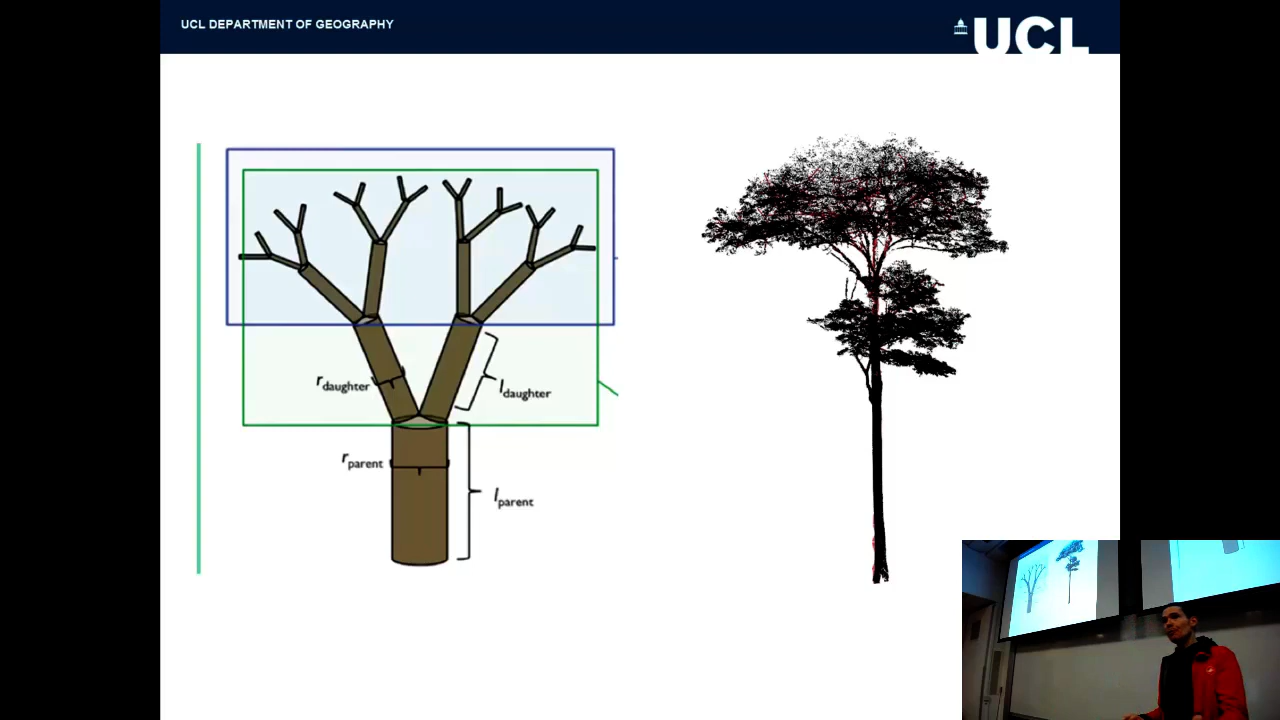 UCL DEPARTMENT OF GEOGRAPHY
UCL
rdaughter
ldaughter
rparent
lparent